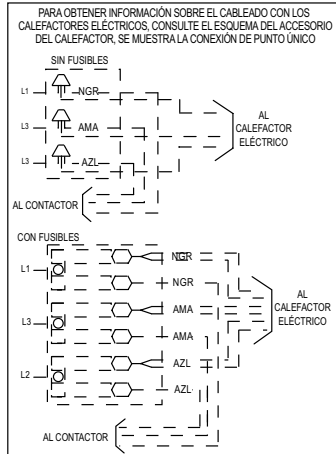 PARA OBTENER INFORMACIÓN SOBRE EL CABLEADO CON LOS
CALEFACTORES ELÉCTRICOS, CONSULTE EL ESQUEMA DEL ACCESORIO
DEL CALEFACTOR, SE MUESTRA LA CONEXIÓN DE PUNTO ÚNICO
SIN FUSIBLES
L1
NGR
L3
AMA
L3
AZL
AL
CALEFACTOR
ELÉCTRICO
AL CONTACTOR
CON FUSIBLES
NGR
L1
NGR
AMA
L3
AMA
AZL
L2
AZL
AL
CALEFACTOR
ELÉCTRICO
AL CONTACTOR